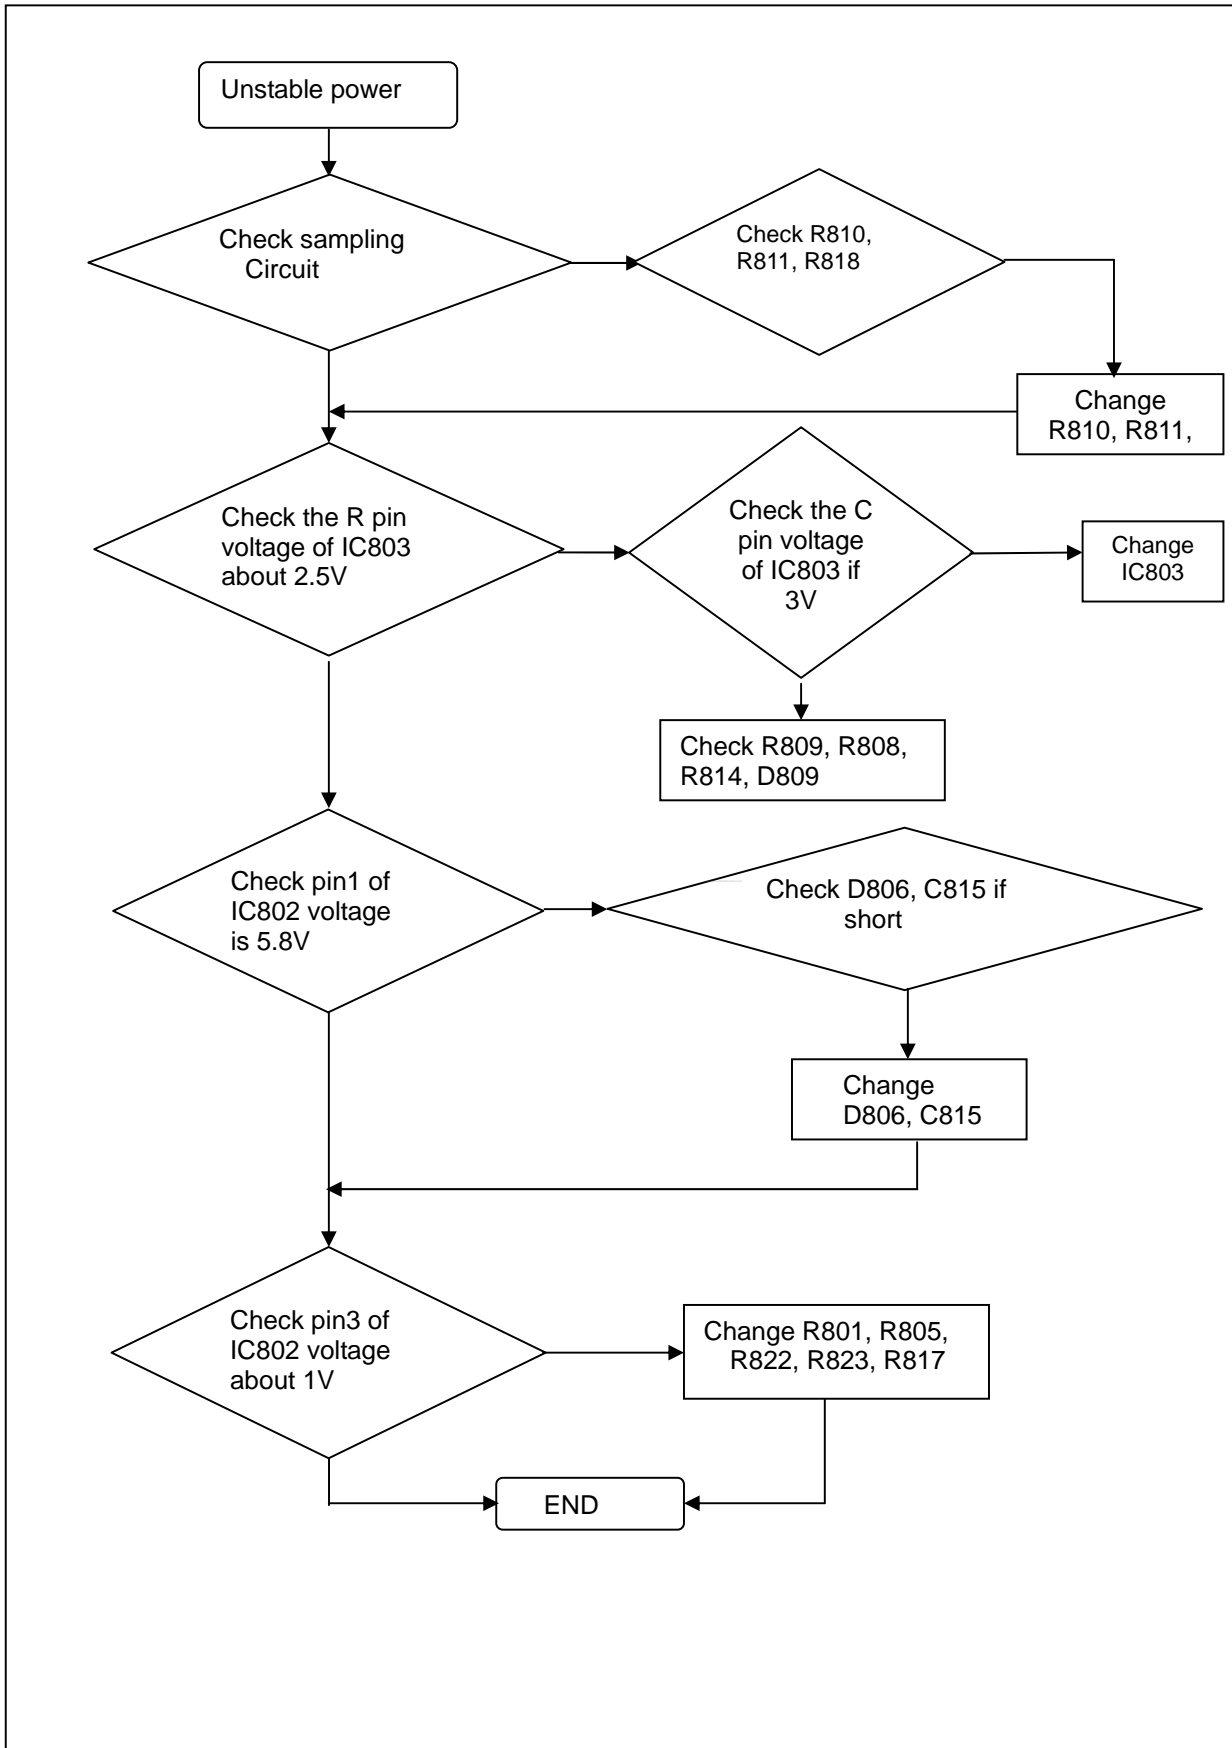 Unstable power
Check sampling
Circuit
Check R810,
R811, R818
Change
R810, R811,
Check the R pin
voltage of IC803
about 2.5V
Check the C
pin voltage
of IC803 if
3V
Change
IC803
Check R809, R808,
R814, D809
Check pin1 of
IC802 voltage
is 5.8V
Check D806, C815 if
short
Change
D806, C815
Check pin3 of
IC802 voltage
about 1V
Change R801, R805,
R822, R823, R817
END